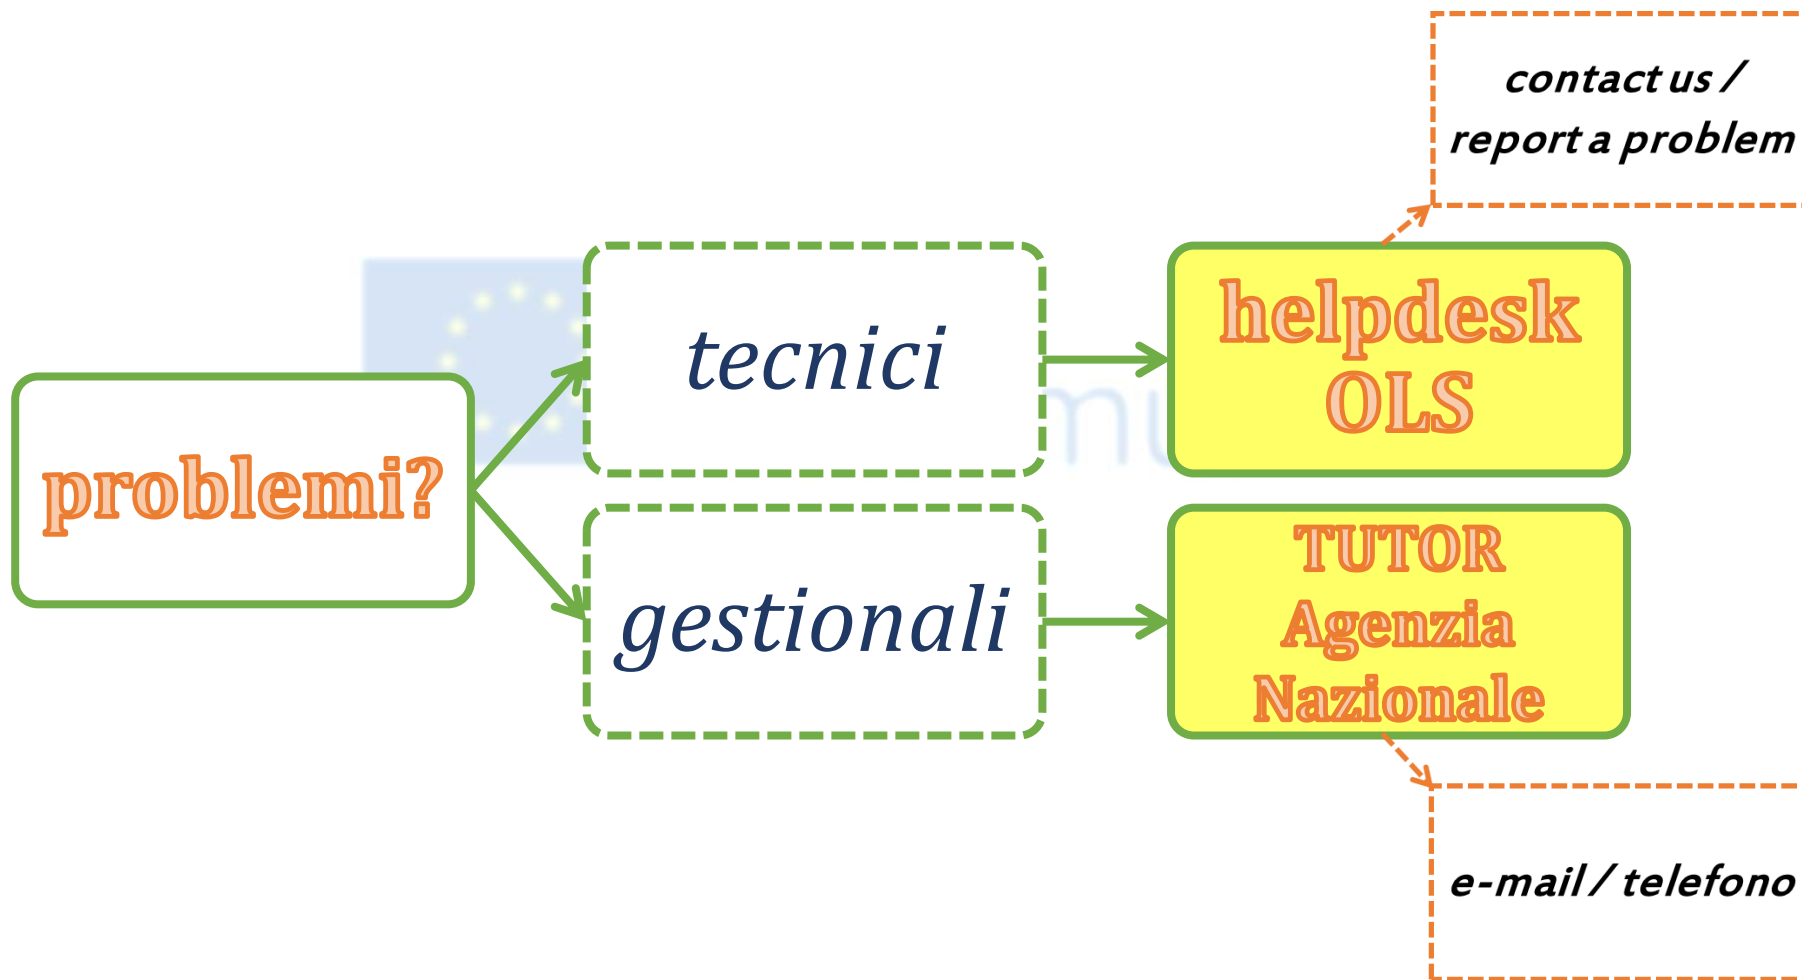 contact us /
report a problem
tecnici
helpdesk
OLS
problemi?
gestionali
TUTOR
Agenzia
Nazionale
e-mail / telefono